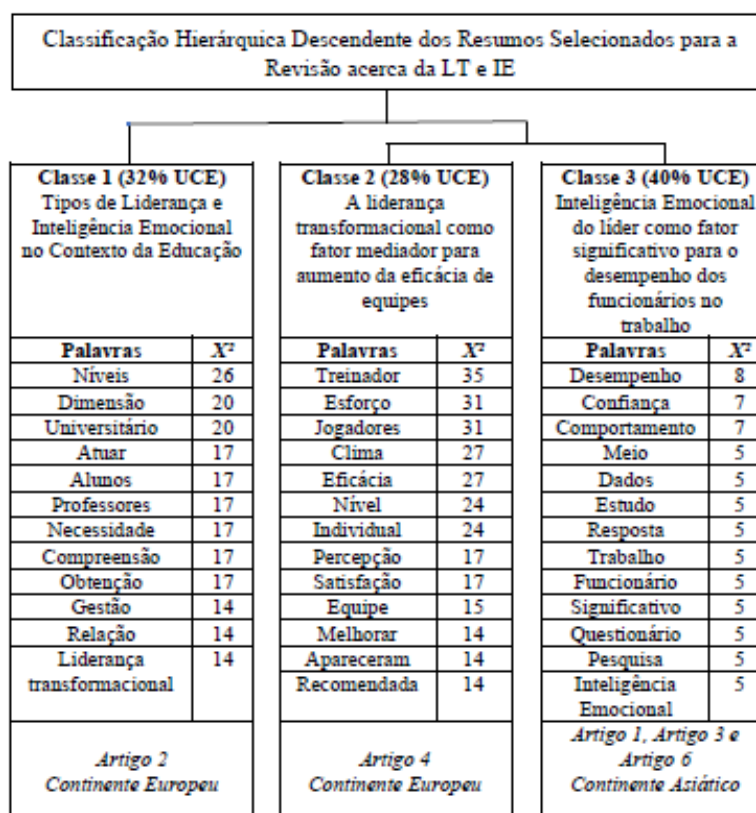 Classificação Hierárquica Descendente dos Resumos Selecionados para a
Revisão acerca da LT e IE
Classe 1 (32% UCE)
Tipos de Liderança e
Inteligência Emocional
no Contexto da Educação
Palavras X²
Níveis 26
Dimensão 20
Universitário 20
Atuar 17
Alunos 17
Professores 17
Necessidade 17
Compreensão 17
Obtenção 17
Gestão 14
Relação 14
Liderança 14
transformacional
Artigo 2
Continente Europeu
Classe 2 (28% UCE)
A liderança
transformacional como
fator mediador para
aumento da eficácia de
equipes
Palavras X²
Treinador 35
Esforço 31
Jogadores 31
Clima 27
Eficácia 27
Nível 24
Individual 24
Percepção 17
Satisfação 17
Equipe 15
Melhorar 14
Apareceram 14
Recomendada 14
Artigo 4
Continente Europeu
Classe 3 (40% UCE)
Inteligência Emocional
do líder como fator
significativo para o
desempenho dos
funcionários no
trabalho
Palavras X²
Desempenho 8
Confiança 7
Comportamento 7
Meio 5
Dados 5
Estudo 5
Resposta 5
Trabalho 5
Funcionário 5
Significativo 5
Questionário 5
Pesquisa 5
Inteligência 5
Emocional
Artigo 1, Artigo 3 e
Artigo 6
Continente Asiático